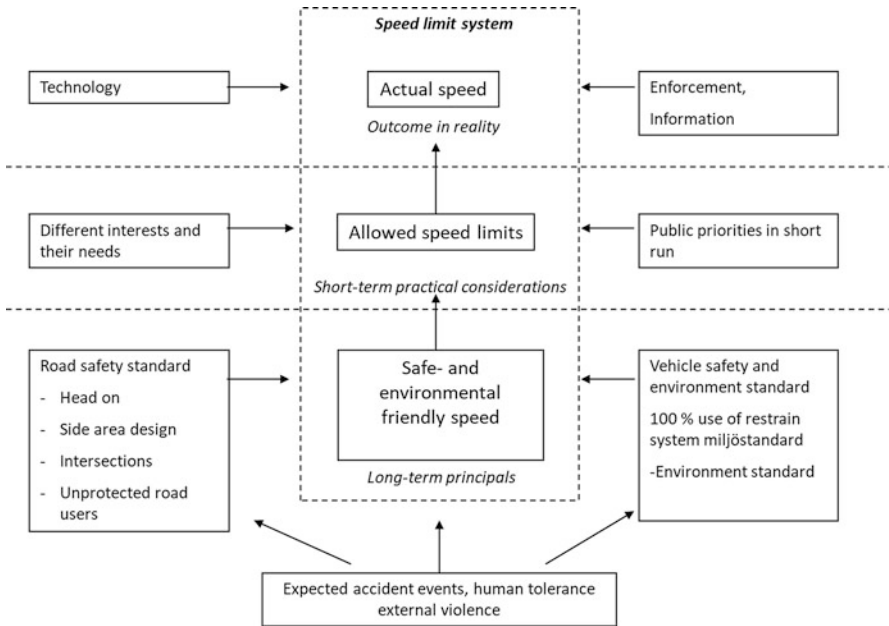 Speed limit system
Technology
Actual speed
Enforcement,
Information
Outcome in reality
Different interests and
their needs
Allowed speed limits
Public priorities in short
run
Short-term practical considerations
Road safety standard
- Head on
- Side area design
- Intersections
- Unprotected road
users
Safe- and
environmental
friendly speed
Vehicle safety and
environment standard
100 % use of restrain
system miljöstandard
-Environment standard
Long-term principals
Expected accident events, human tolerance
external violence